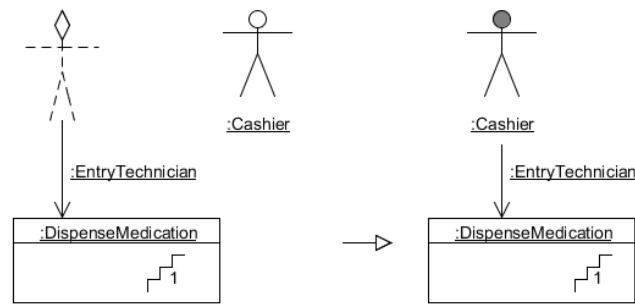 :Cashier
:Cashier
:EntryTechnician
:EntryTechnician
:DispenseMedication
:DispenseMedication
1
1